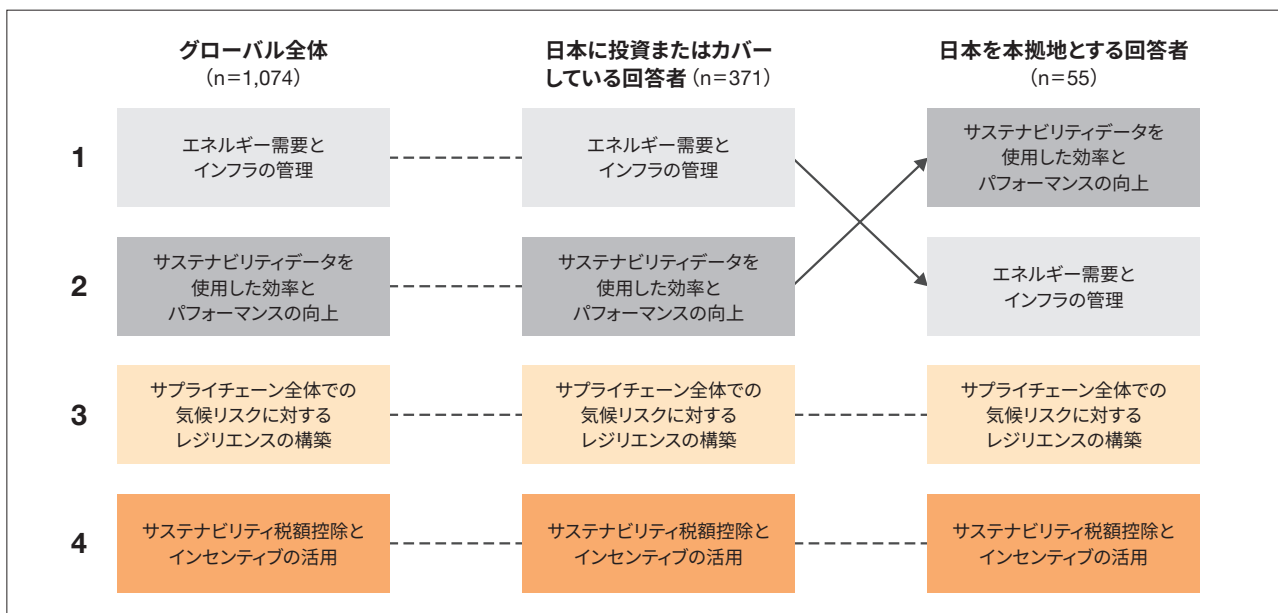 グローバル全体
(n=1,074)
日本に投資またはカバー
している回答者(n=371)
日本を本拠地とする回答者
(n=55)
1
エネルギー需要と
インフラの管理
エネルギー需要と
インフラの管理
サステナビリティデータを
使用した効率と
パフォーマンスの向上
2
サステナビリティデータを
使用した効率と
パフォーマンスの向上
サステナビリティデータを
使用した効率と
パフォーマンスの向上
エネルギー需要と
インフラの管理
3
サプライチェーン全体での
気候リスクに対する
レジリエンスの構築
サプライチェーン全体での
気候リスクに対する
レジリエンスの構築
サプライチェーン全体での
気候リスクに対する
レジリエンスの構築
4
サステナビリティ税額控除と
インセンティブの活用
サステナビリティ税額控除と
インセンティブの活用
サステナビリティ税額控除と
インセンティブの活用